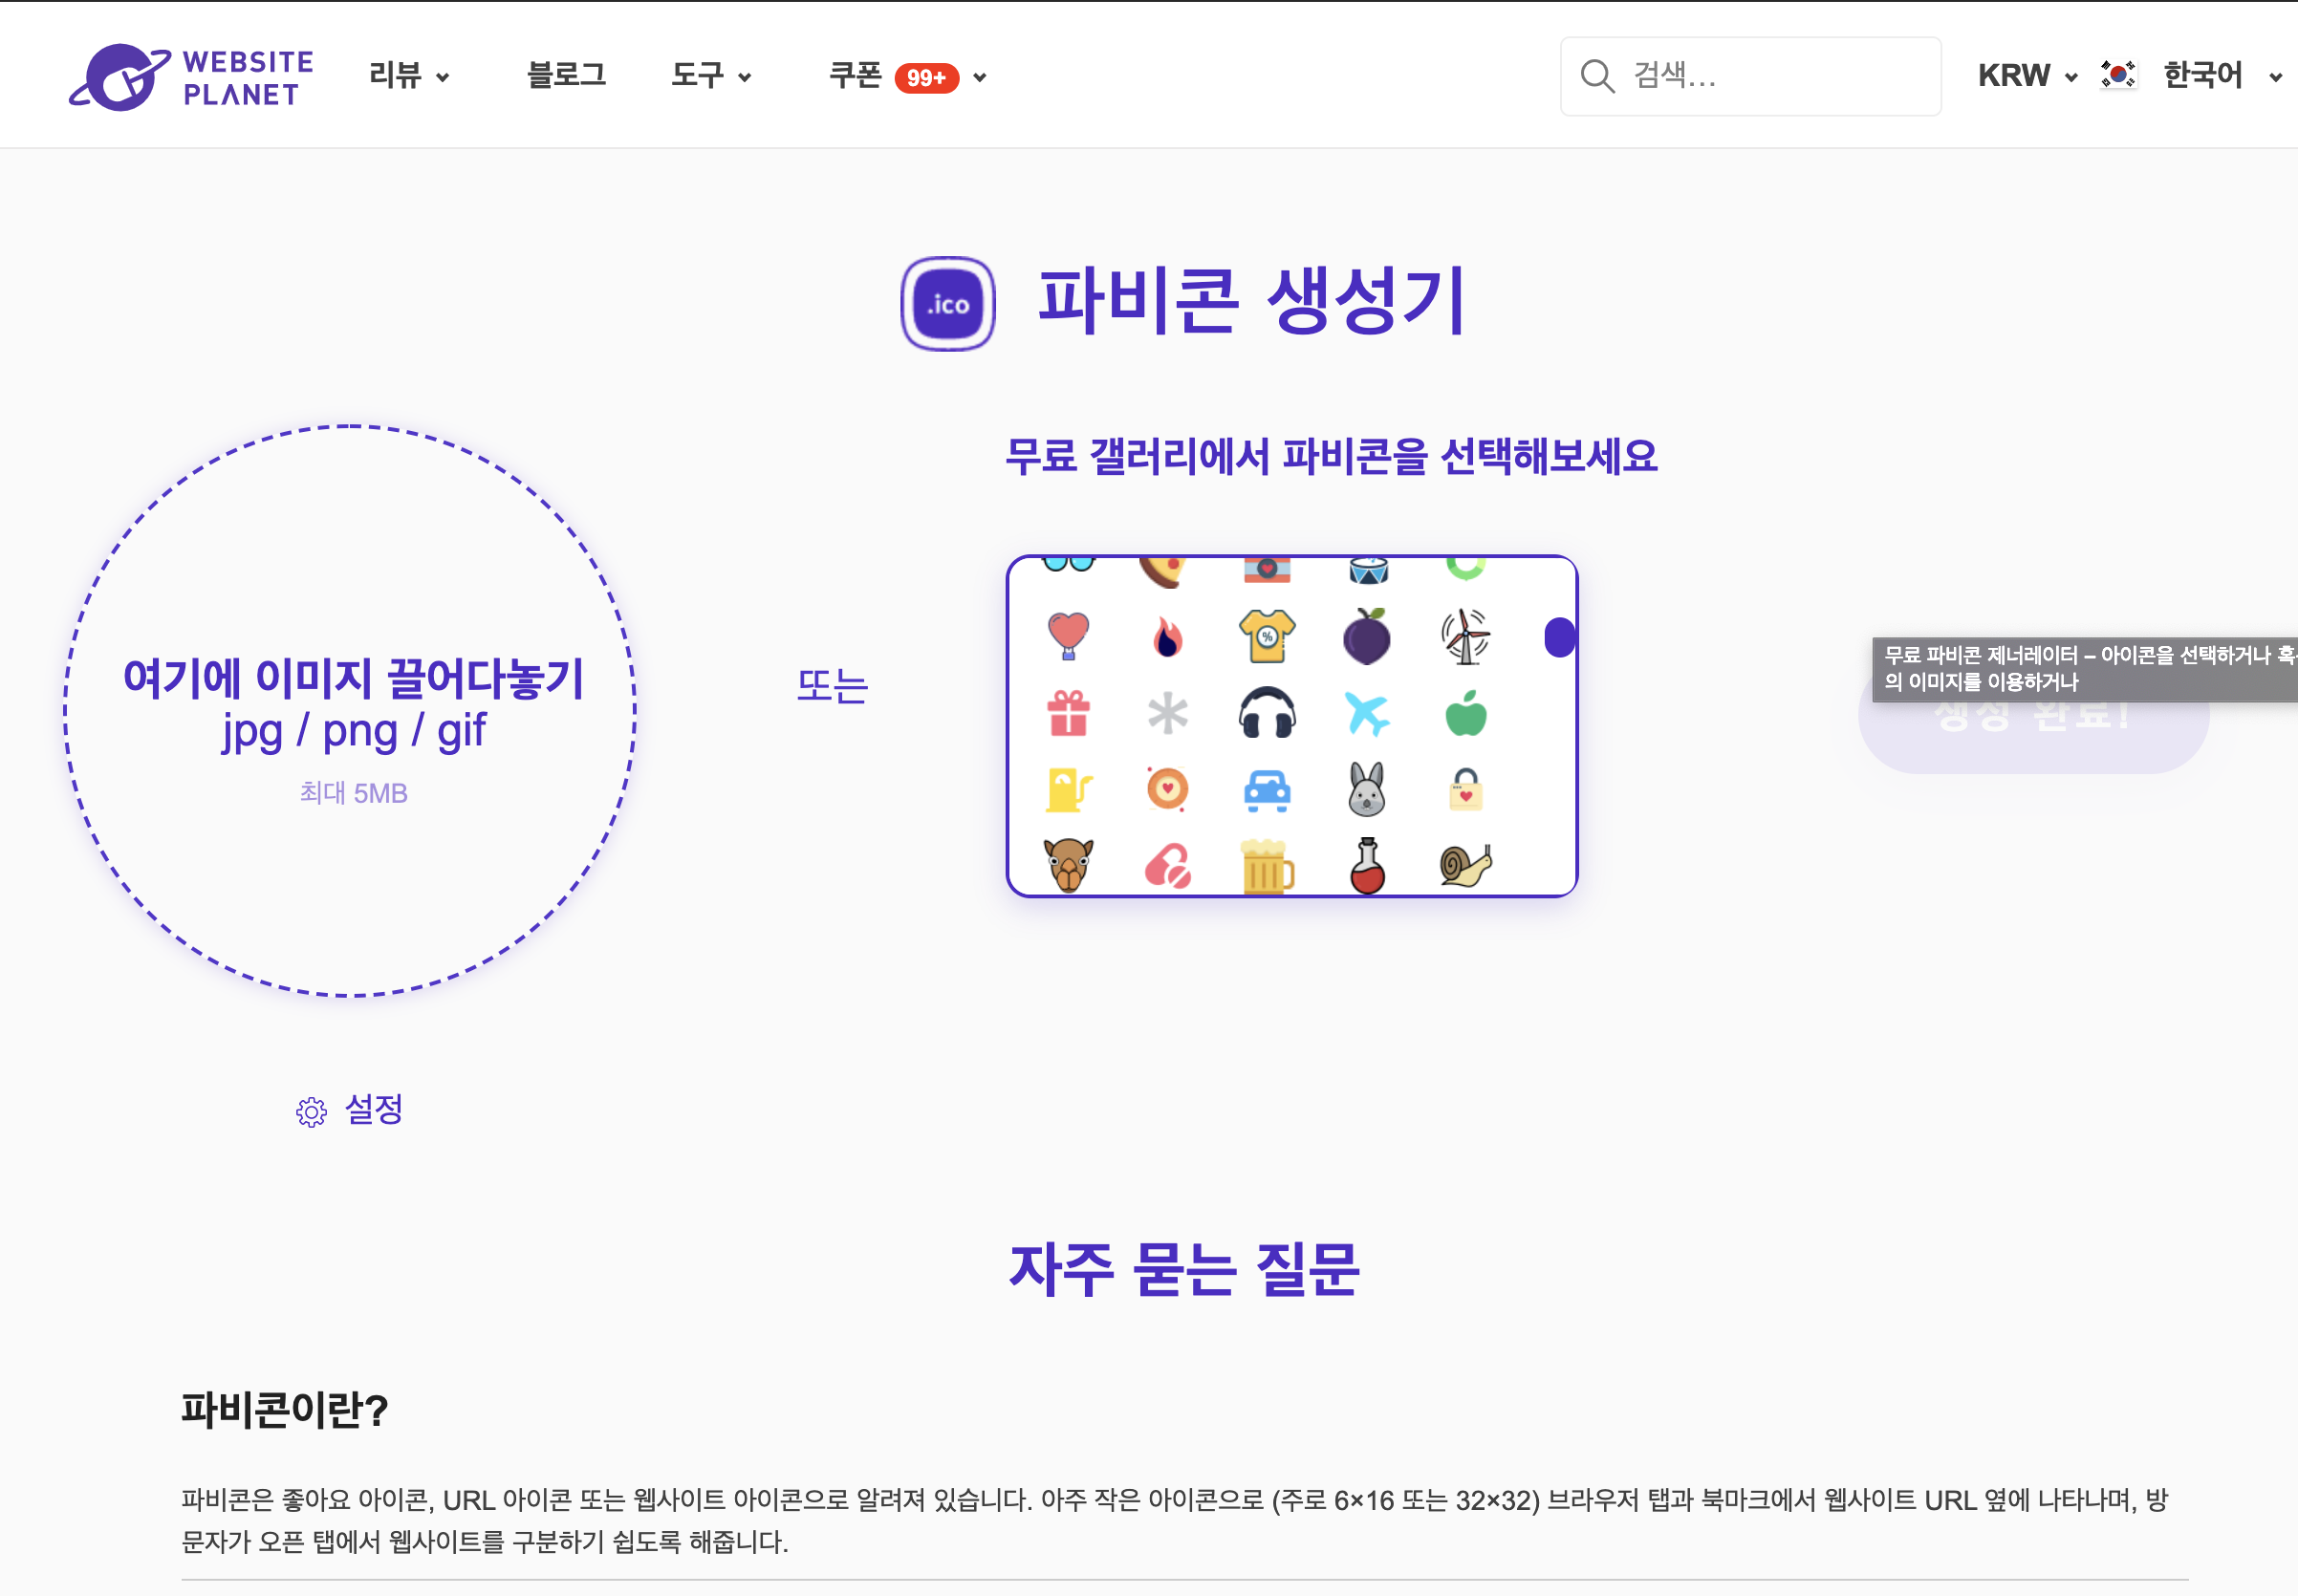 WEBSITE
PLANET
리뷰
블로그
도구
쿠폰 99+
검색...
KRW
한국어
.ico
파비콘 생성기
무료 갤러리에서 파비콘을 선택해보세요
여기에 이미지 끌어다놓기
jpg / png / gif
최대 5MB
또는
%
무료 파비콘 제너레이터 – 아이콘을 선택하거나
의 이미지를 이용하거나
생성 완료!
설정
자주 묻는 질문
파비콘이란?
파비콘은 좋아요 아이콘, URL 아이콘 또는 웹사이트 아이콘으로 알려져 있습니다. 아주 작은 아이콘으로 (주로 6×16 또는 32×32) 브라우저 탭과 북마크에서 웹사이트 URL 옆에 나타나며, 방
문자가 오픈 탭에서 웹사이트를 구분하기 쉽도록 해줍니다.